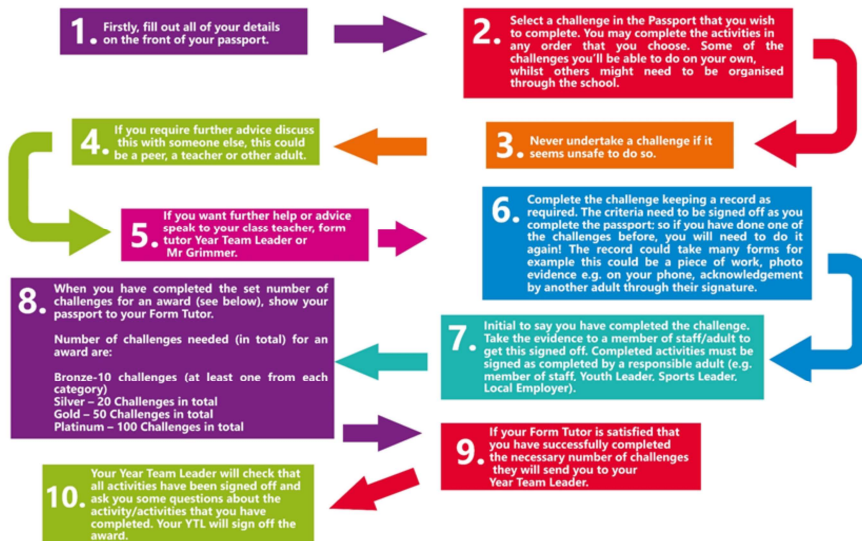 1. Firstly, fill out all of your details
on the front of your passport.
2. Select a challenge in the Passport that you wish
to complete. You may complete the activities in
any order that you choose. Some of the
challenges you'll be able to do on your own,
whilst others might need to be organised
through the school.
3. Never undertake a challenge if it
seems unsafe to do so.
4. If you require further advice discuss
this with someone else, this could
be a peer, a teacher or other adult.
5. If you want further help or advice
speak to your class teacher, form
tutor Year Team Leader or
Mr Grimmer.
6. Complete the challenge keeping a record as
required. The criteria need to be signed off as you
complete the passport: so if you have done one of
the challenges before, you will need to do it
again! The record could take many forms for
example this could be a piece of work, photo
evidence e.g. on your phone, acknowledgement
by another adult through their signature.
7. Initial to say you have completed the challenge.
Take the evidence to a member of staff/adult to
get this signed off. Completed activities must be
signed as completed by a responsible adult (e.g.
member of staff, Youth Leader, Sports Leader,
Local Employer).
8. When you have completed the set number of
challenges for an award (see below), show your
passport to your Form Tutor.
Number of challenges needed (in total) for an
award are:
Bronze-10 challenges (at least one from each
category)
Silver – 20 Challenges in total
Gold – 50 Challenges in total
Platinum – 100 Challenges in total
9. If your Form Tutor is satisfied that
you have successfully completed
the necessary number of challenges
they will send you to your
Year Team Leader.
10. Your Year Team Leader will check that
all activities have been signed off and
ask you some questions about the
activity/activities that you have
completed. Your YTL will sign off the
award.